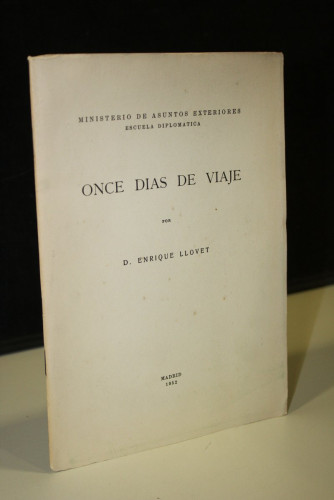 MINISTERIO DE ASUNTOS EXTERIORES
ESCUELA DIPLOMATICA
ONCE DIAS DE VIAJE
POR
D. ENRIQUE LLOVET
MADRID
1952